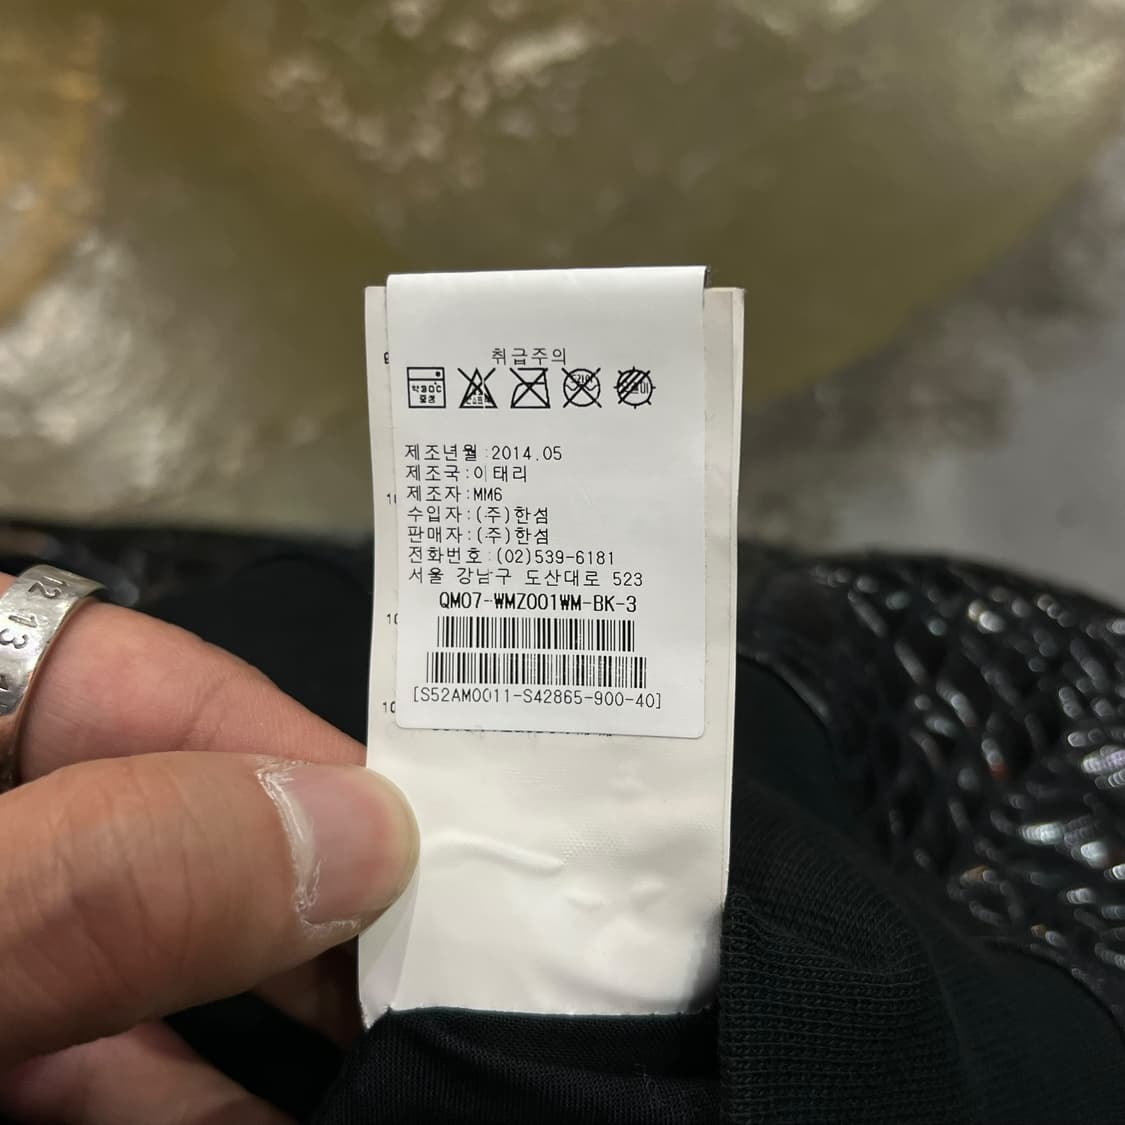 취급주의
제조년월:2014.05
제조국:이태리
제조자:MM6
수입자:(주)한섬
판매자:(주)한섬
전화번호:(02)539-6181
서울 강남구 도산대로 523
QM07-WMZ001WM-BK-3
[S52AM0011-S42865-900-40]
12
13